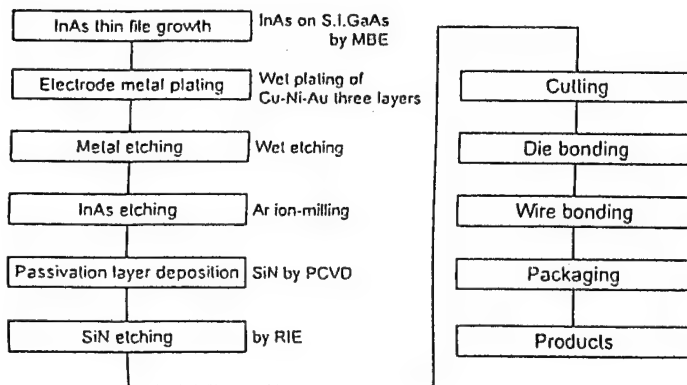 InAs thin file growth
InAs on S.I.GaAs
by MBE
Electrode metal plating
Wet plating of
Cu-Ni-Au three layers
Metal etching
Wet etching
InAs etching
Ar ion-milling
Passivation layer deposition
SiN by PCVD
SiN etching
by RIE
Culling
Die bonding
Wire bonding
Packaging
Products